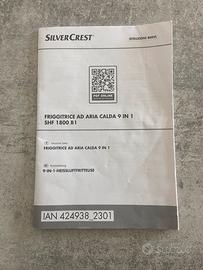 SILVERCREST
ISTRUZIONI BREVI
PDF ONLINE
FRIGGITRICE AD ARIA CALDA 9 IN 1
SHF 1800 B1
FRIGGITRICE AD ARIA CALDA 9 IN 1
9-IN-1-HEISSLUFTFRITTEUSE
IAN 424938_2301
subito